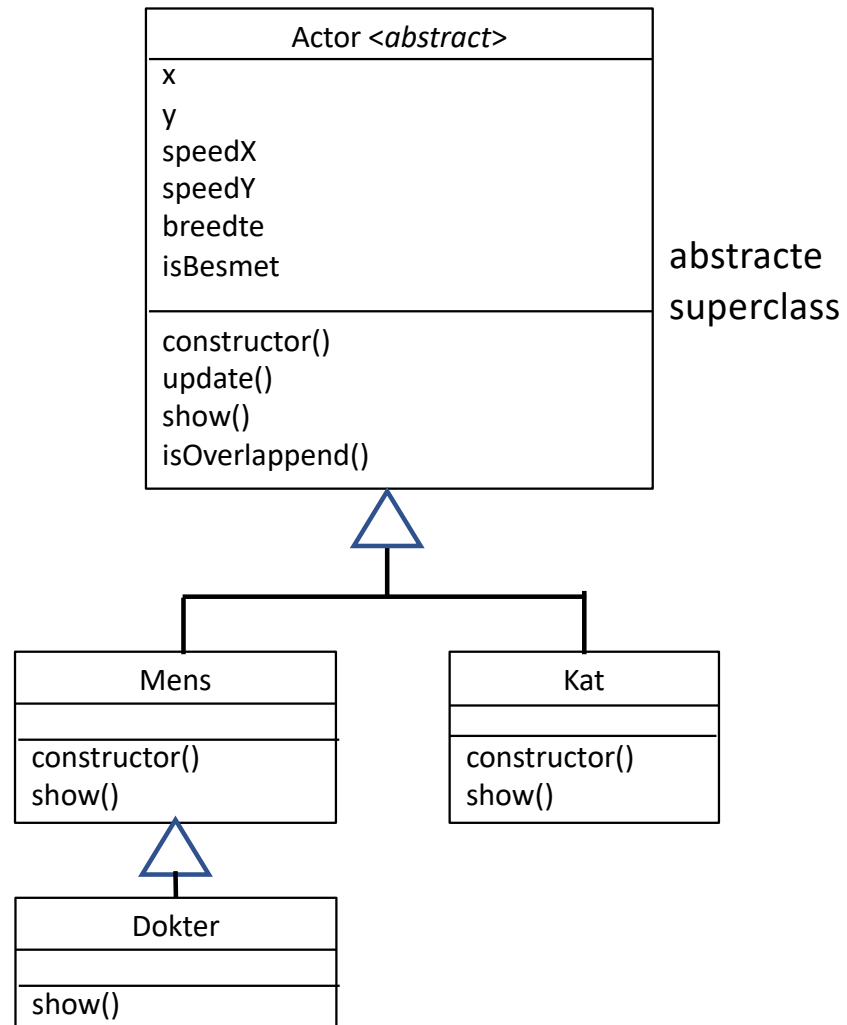 Actor <abstract>
x
y
speedX
speedY
breedte
isBesmet
constructor()
update()
show()
isOverlappend()
abstracte
superclass
Mens
constructor()
show()
Kat
constructor()
show()
Dokter
show()